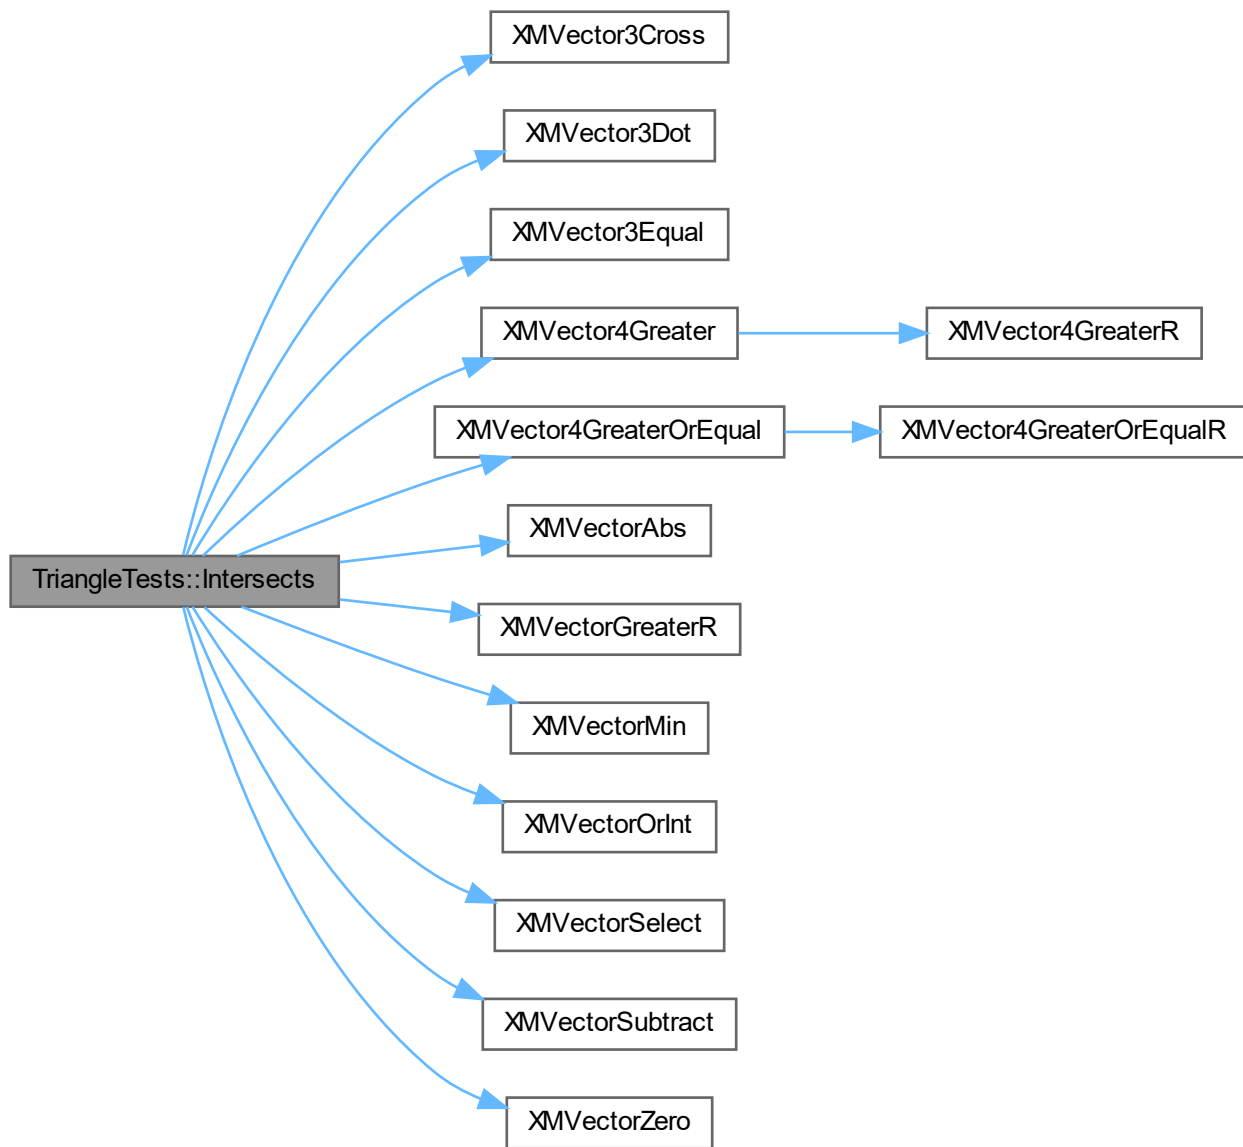 XMVector3Cross
XMVector3Dot
XMVector3Equal
XMVector4Greater
XMVector4GreaterR
XMVector4GreaterOrEqual
XMVector4GreaterOrEqualR
XMVectorAbs
TriangleTests::Intersects
XMVectorGreaterR
XMVectorMin
XMVectorOrInt
XMVectorSelect
XMVectorSubtract
XMVectorZero